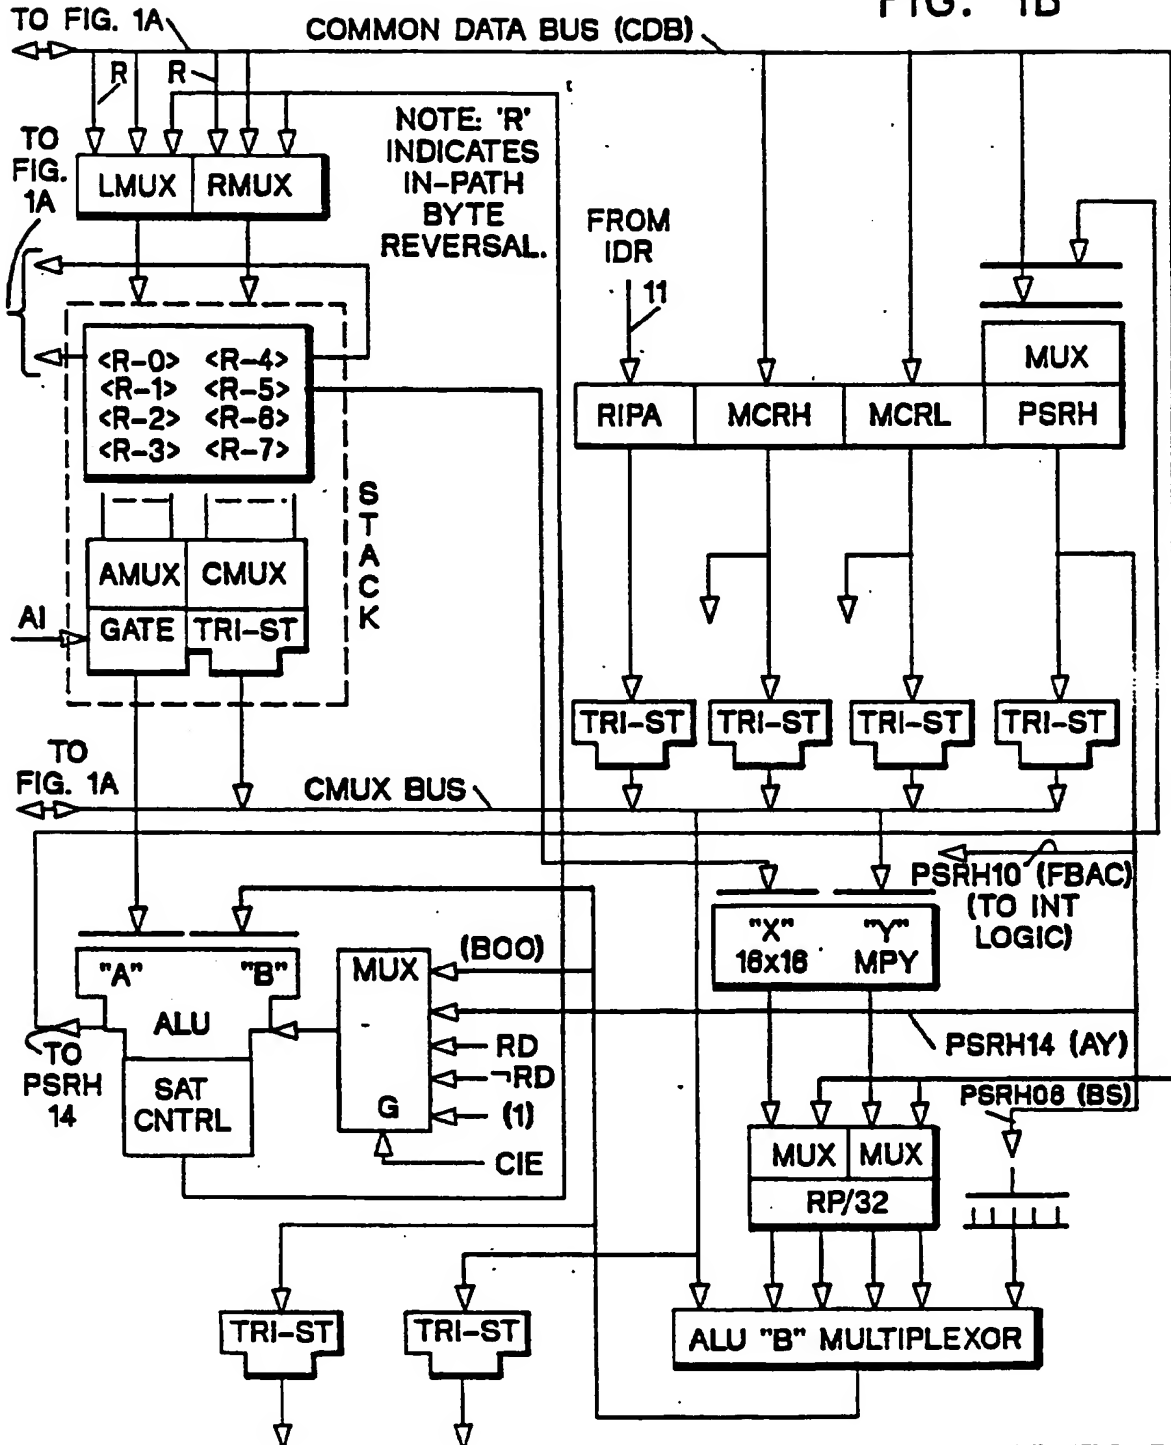 FIG. 1B
TO FIG. 1A
COMMON DATA BUS (CDB)
R
R
TO
FIG.
1A
LMUX
RMUX
NOTE: 'R'
INDICATES
IN-PATH
BYTE
REVERSAL.
FROM
IDR
11
<R-0> <R-4>
<R-1> <R-5>
<R-2> <R-6>
<R-3> <R-7>
MUX
RIPA
MCRH
MCRL
PSRH
STACK
AMUX
CMUX
AI
GATE
TRI-ST
TRI-ST
TRI-ST
TRI-ST
TRI-ST
TO
FIG. 1A
CMUX BUS
PSRH10 (FBAC)
(TO INT
LOGIC)
"X"
"Y"
16x16
MPY
"A"
"B"
ALU
MUX
(BOO)
RD
¬RD
(1)
G
CIE
TO
PSRH
14
SAT
CNTRL
PSRH14 (AY)
PSRH08 (BS)
MUX
MUX
RP/32
TRI-ST
TRI-ST
ALU "B" MULTIPLEXOR